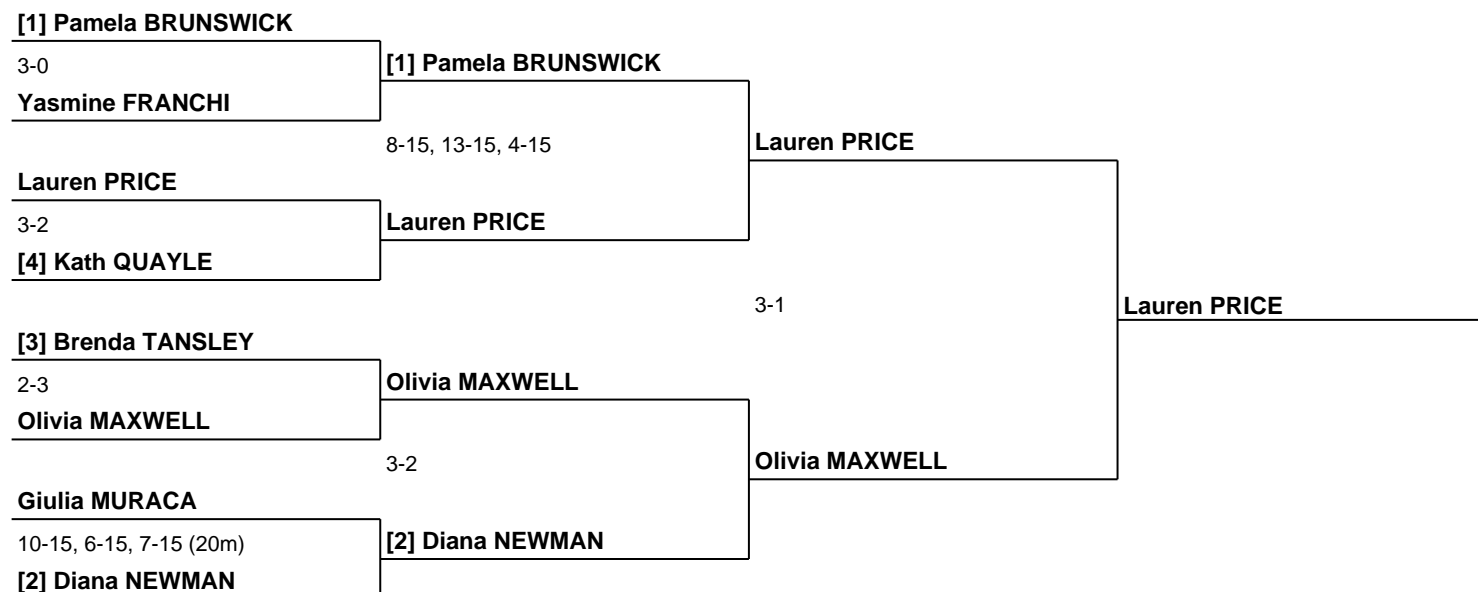 [1] Pamela BRUNSWICK
3-0
[1] Pamela BRUNSWICK
Yasmine FRANCHI
8-15, 13-15, 4-15
Lauren PRICE
Lauren PRICE
3-2
Lauren PRICE
[4] Kath QUAYLE
3-1
Lauren PRICE
[3] Brenda TANSLEY
2-3
Olivia MAXWELL
Olivia MAXWELL
3-2
Olivia MAXWELL
Giulia MURACA
10-15, 6-15, 7-15 (20m)
[2] Diana NEWMAN
[2] Diana NEWMAN